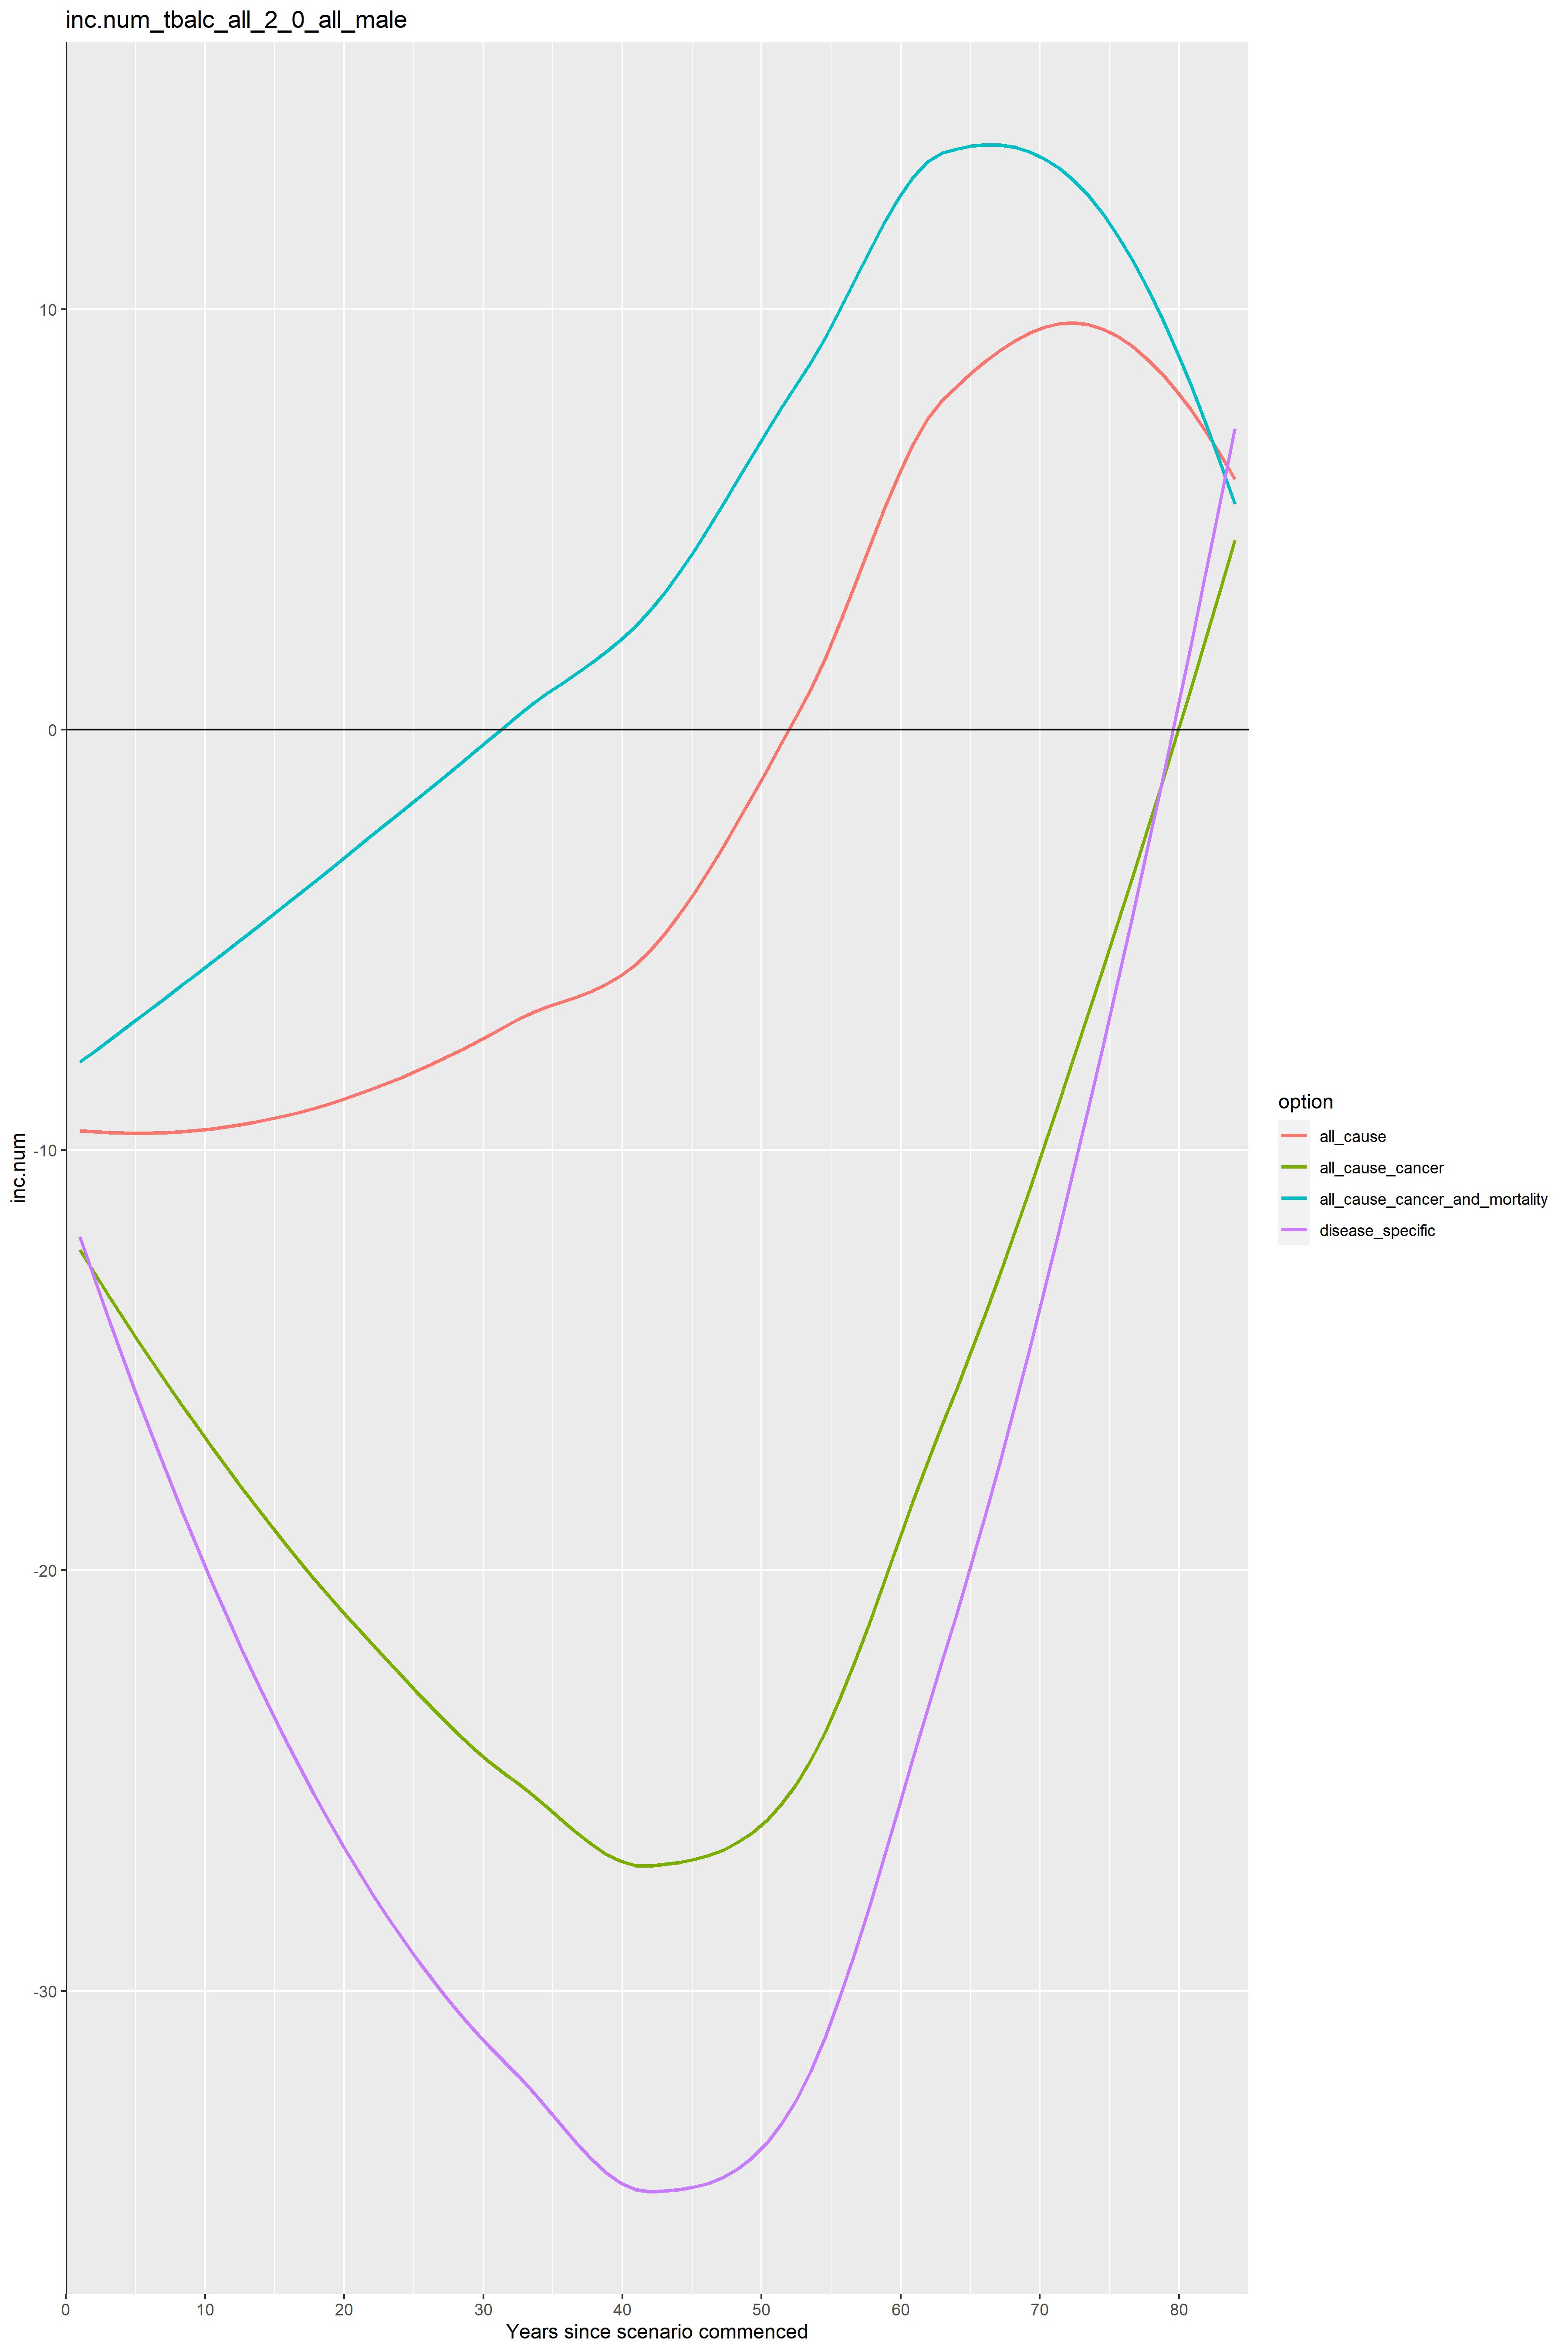 inc.num_tbalc_all_2_0_all_male
10
0
-10
-20
-30
inc.num
0 10 20 30 40 50 60 70 80
Years since scenario commenced
option
all_cause
all_cause_cancer
all_cause_cancer_and_mortality
disease_specific